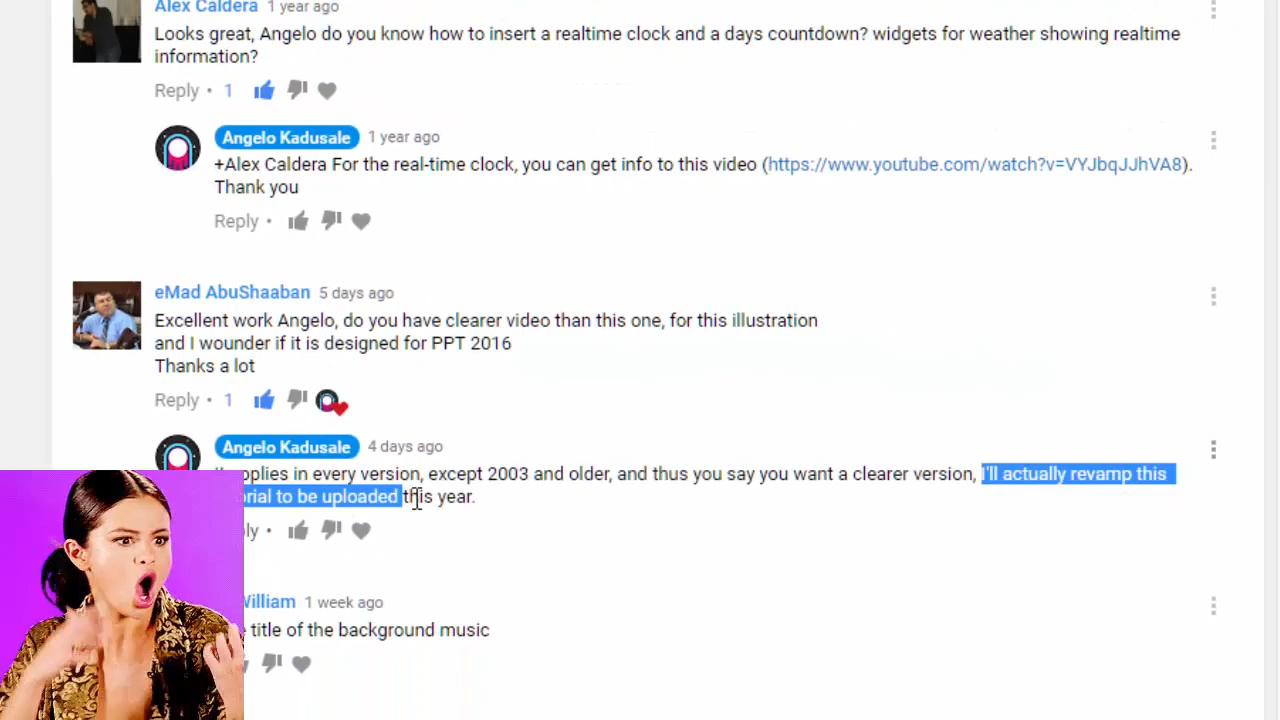 Alex Caldera 1 year ago
Looks great, Angelo do you know how to insert a realtime clock and a days countdown? widgets for weather showing realtime
information?
Reply • 1
Angelo Kadusale 1 year ago
+Alex Caldera For the real-time clock, you can get info to this video (https://www.youtube.com/watch?v=VYJbqJJhVA8).
Thank you
Reply •
eMad AbuShaaban 5 days ago
Excellent work Angelo, do you have clearer video than this one, for this illustration
and I wounder if it is designed for PPT 2016
Thanks a lot
Reply • 1
Angelo Kadusale 4 days ago
in every version, except 2003 and older, and thus you say you want a clearer version, I'll actually revamp this
to be uploaded this year.
William 1 week ago
title of the background music